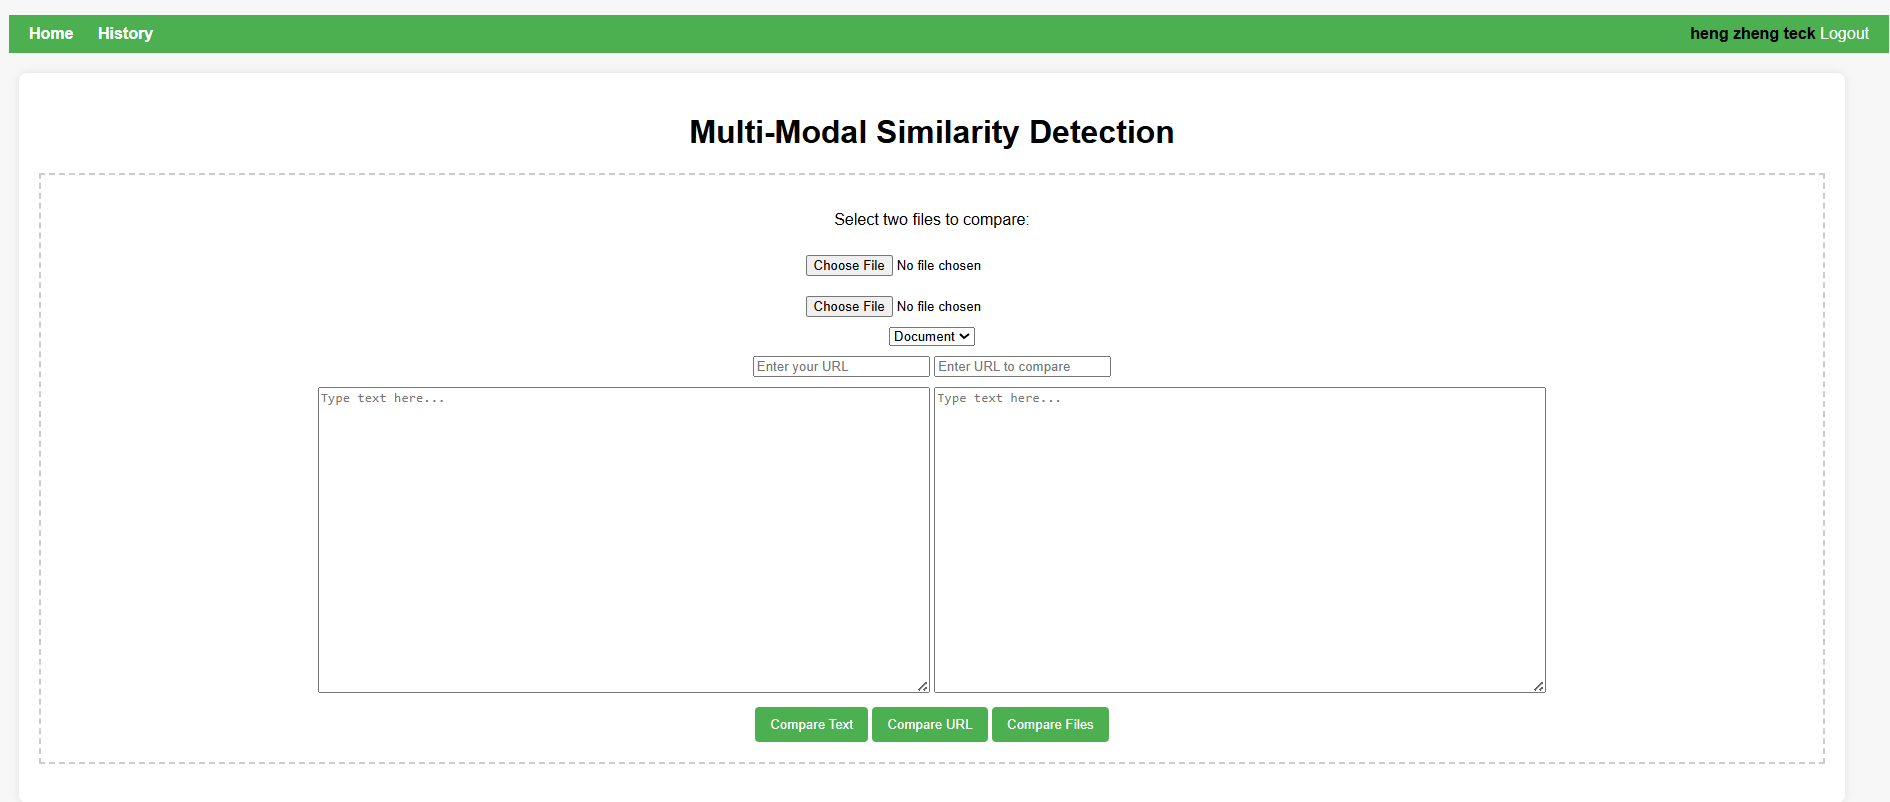 Home History heng zheng teck Logout
Multi-Modal Similarity Detection
Select two files to compare:
Choose File No file chosen
Choose File No file chosen
Document
Enter your URL Enter URL to compare
Type text here... Type text here...
Compare Text Compare URL Compare Files